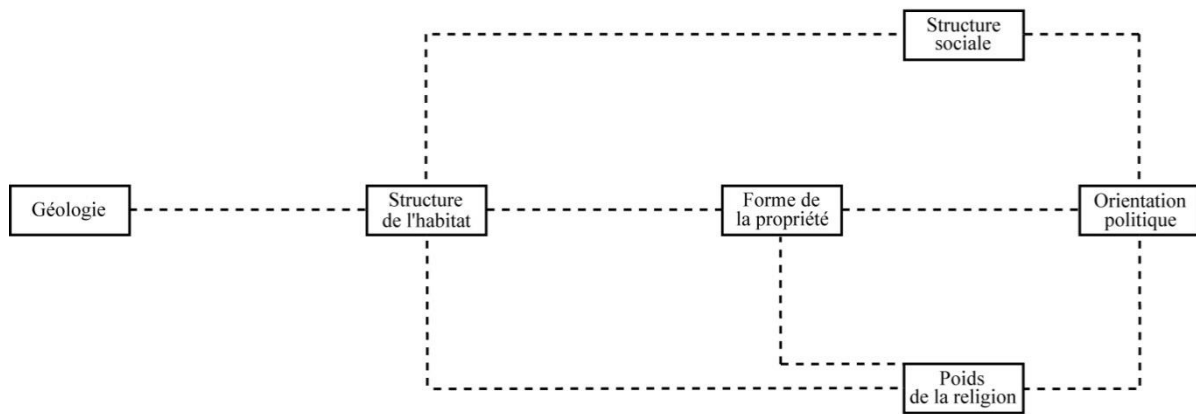 Structure
sociale
Géologie
Structure
de l'habitat
Forme de
la propriété
Orientation
politique
Poids
de la religion